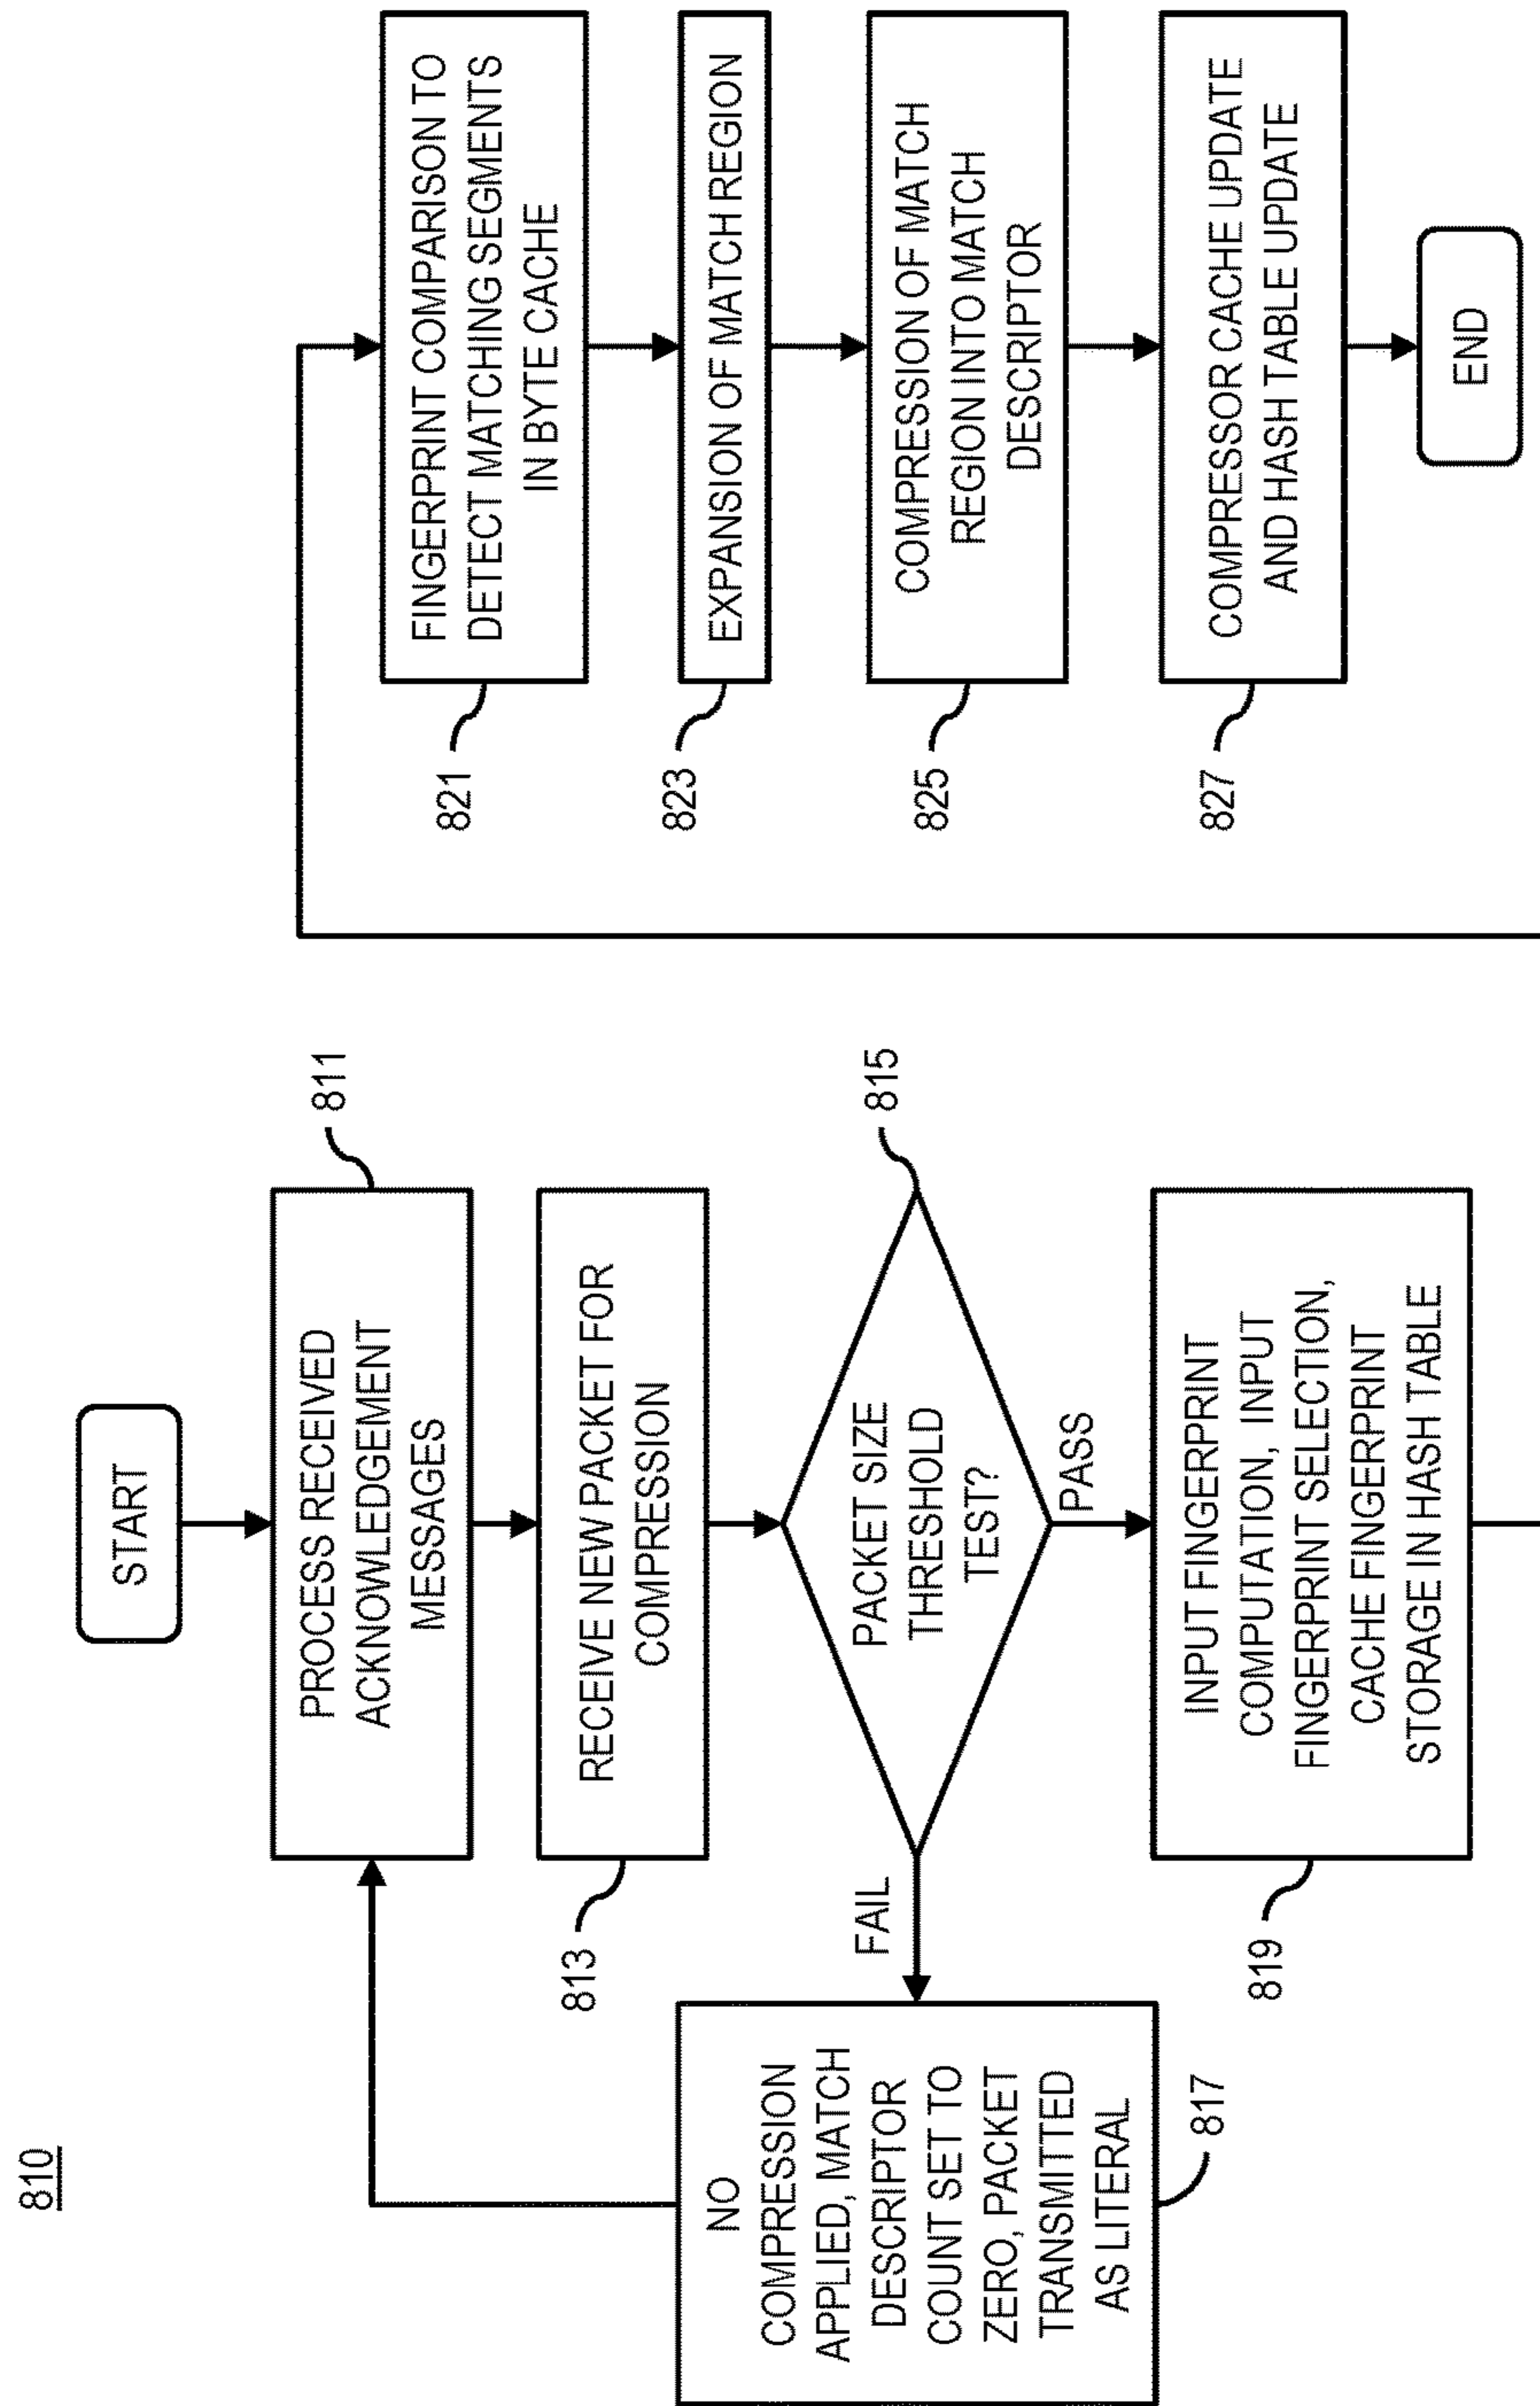 810
START
PROCESS RECEIVED
ACKNOWLEDGEMENT
MESSAGES
811
RECEIVE NEW PACKET FOR
COMPRESSION
813
PACKET SIZE
THRESHOLD
TEST?
815
FAIL
PASS
NO
COMPRESSION
APPLIED, MATCH
DESCRIPTOR
COUNT SET TO
ZERO, PACKET
TRANSMITTED
AS LITERAL
817
INPUT FINGERPRINT
COMPUTATION, INPUT
FINGERPRINT SELECTION,
CACHE FINGERPRINT
STORAGE IN HASH TABLE
819
FINGERPRINT COMPARISON TO
DETECT MATCHING SEGMENTS
IN BYTE CACHE
821
EXPANSION OF MATCH REGION
823
COMPRESSION OF MATCH
REGION INTO MATCH
DESCRIPTOR
825
COMPRESSOR CACHE UPDATE
AND HASH TABLE UPDATE
827
END